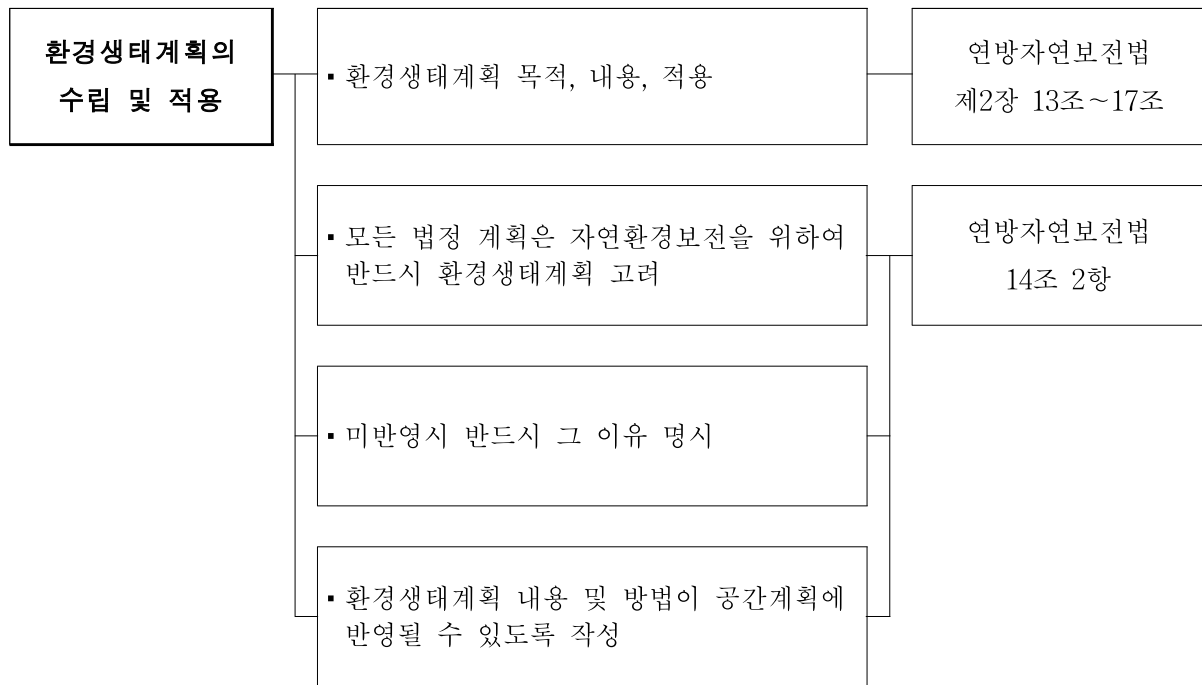 환경생태계획의
수립 및 적용
▪ 환경생태계획 목적, 내용, 적용
연방자연보전법
제2장 13조~17조
▪ 모든 법정 계획은 자연환경보전을 위하여
반드시 환경생태계획 고려
연방자연보전법
14조 2항
▪ 미반영시 반드시 그 이유 명시
▪ 환경생태계획 내용 및 방법이 공간계획에
반영될 수 있도록 작성